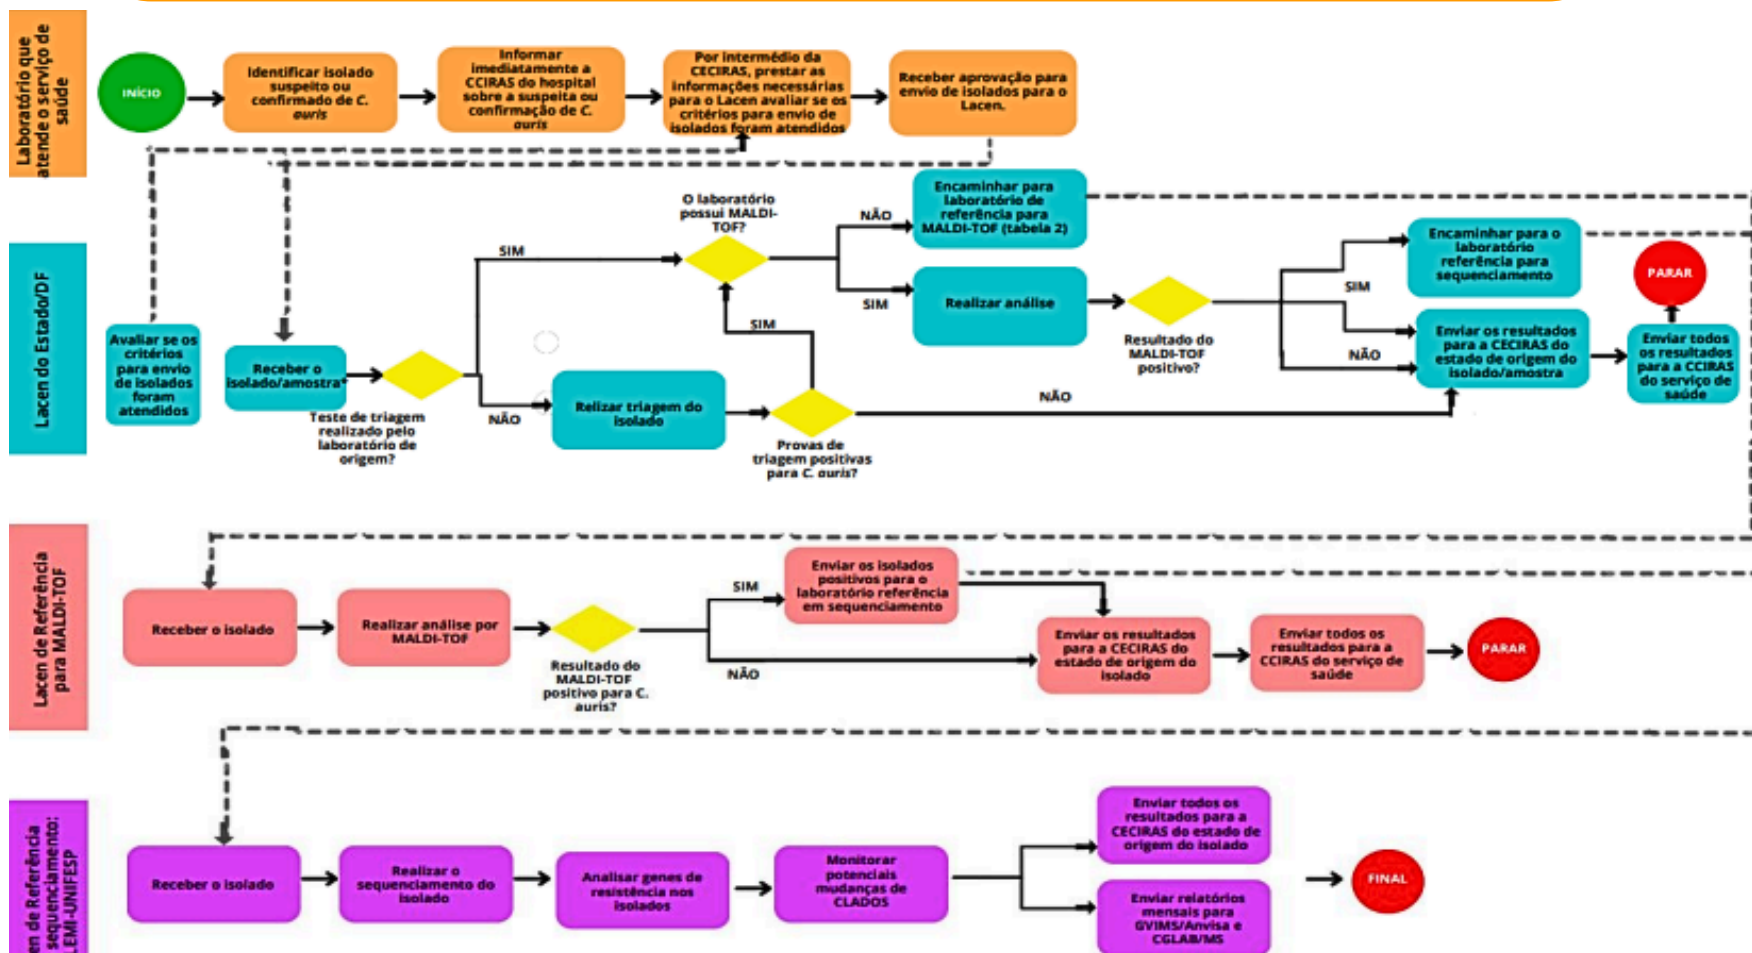 Laboratório que
atende o serviço de
saúde
INÍCIO
Identificar isolado
suspeito ou
confirmado de C.
auris
Informar
imediatamente a
CCIRAS do hospital
sobre a suspeita ou
confirmação de C.
auris
Por intermédio da
CECIRAS, prestar as
informações necessárias
para o Lacen avaliar se os
critérios para envio de
isolados foram atendidos
Receber aprovação para
envio de isolados para o
Lacen.
Lacen do Estado/DF
Avaliar se os
critérios
para envio
de isolados
foram
atendidos
Receber o
isolado/amostra*
Teste de triagem
realizado pelo
laboratório de
origem?
SIM
NÃO
Relizar triagem do
isolado
Provas de
triagem positivas
para C. auris?
SIM
NÃO
O laboratório
possui MALDI-
TOF?
NÃO
SIM
Encaminhar para
laboratório de
referência para
MALDI-TOF (tabela 2)
Realizar análise
Resultado do
MALDI-TOF
positivo?
SIM
NÃO
Encaminhar para o
laboratório
referência para
sequenciamento
Enviar os resultados
para a CECIRAS do
estado de origem do
isolado/amostra
Enviar todos
os resultados
para a CCIRAS
do serviço de
saúde
PARAR
Lacen de Referência
para MALDI-TOF
Receber o isolado
Realizar análise por
MALDI-TOF
Resultado do
MALDI-TOF
positivo para C.
auris?
SIM
NÃO
Enviar os isolados
positivos para o
laboratório referência
em sequenciamento
Enviar os resultados
para a CECIRAS do
estado de origem do
isolado
Enviar todos os
resultados para a
CCIRAS do serviço de
saúde
PARAR
en de Referência
sequenciamento:
LEMI-UNIFESP
Receber o isolado
Realizar o
sequenciamento do
isolado
Analisar genes de
resistência nos
isolados
Monitorar
potenciais
mudanças de
CLADOS
Enviar todos os
resultados para a
CECIRAS do estado de
origem do isolado
Enviar relatórios
mensais para
GVIMS/Anvisa e
CGLAB/MS
FINAL